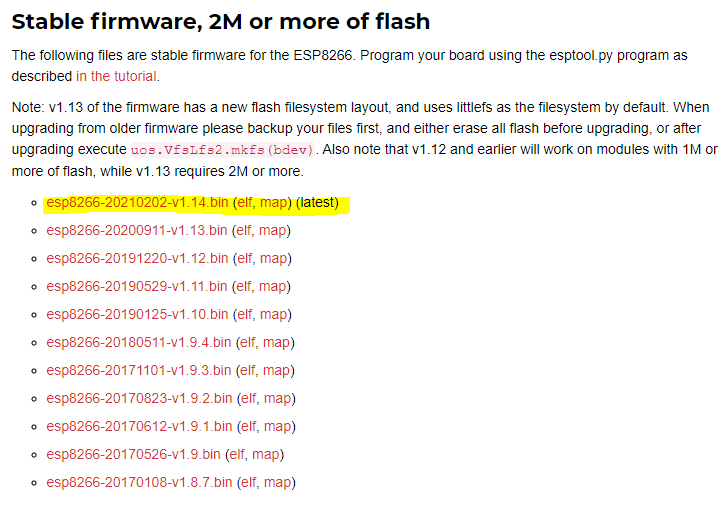 Stable firmware, 2M or more of flash
The following files are stable firmware for the ESP8266. Program your board using the esptool.py program as
described in the tutorial.
Note: v1.13 of the firmware has a new flash filesystem layout, and uses littlefs as the filesystem by default. When
upgrading from older firmware please backup your files first, and either erase all flash before upgrading, or after
upgrading execute uos.VfsLfs2.mkfs(bdev). Also note that v1.12 and earlier will work on modules with 1M or
more of flash, while v1.13 requires 2M or more.
esp8266-20210202-v1.14.bin (elf, map) (latest)
esp8266-20200911-v1.13.bin (elf, map)
esp8266-20191220-v1.12.bin (elf, map)
esp8266-20190529-v1.11.bin (elf, map)
esp8266-20190125-v1.10.bin (elf, map)
esp8266-20180511-v1.9.4.bin (elf, map)
esp8266-20171101-v1.9.3.bin (elf, map)
esp8266-20170823-v1.9.2.bin (elf, map)
esp8266-20170612-v1.9.1.bin (elf, map)
esp8266-20170526-v1.9.bin (elf, map)
esp8266-20170108-v1.8.7.bin (elf, map)